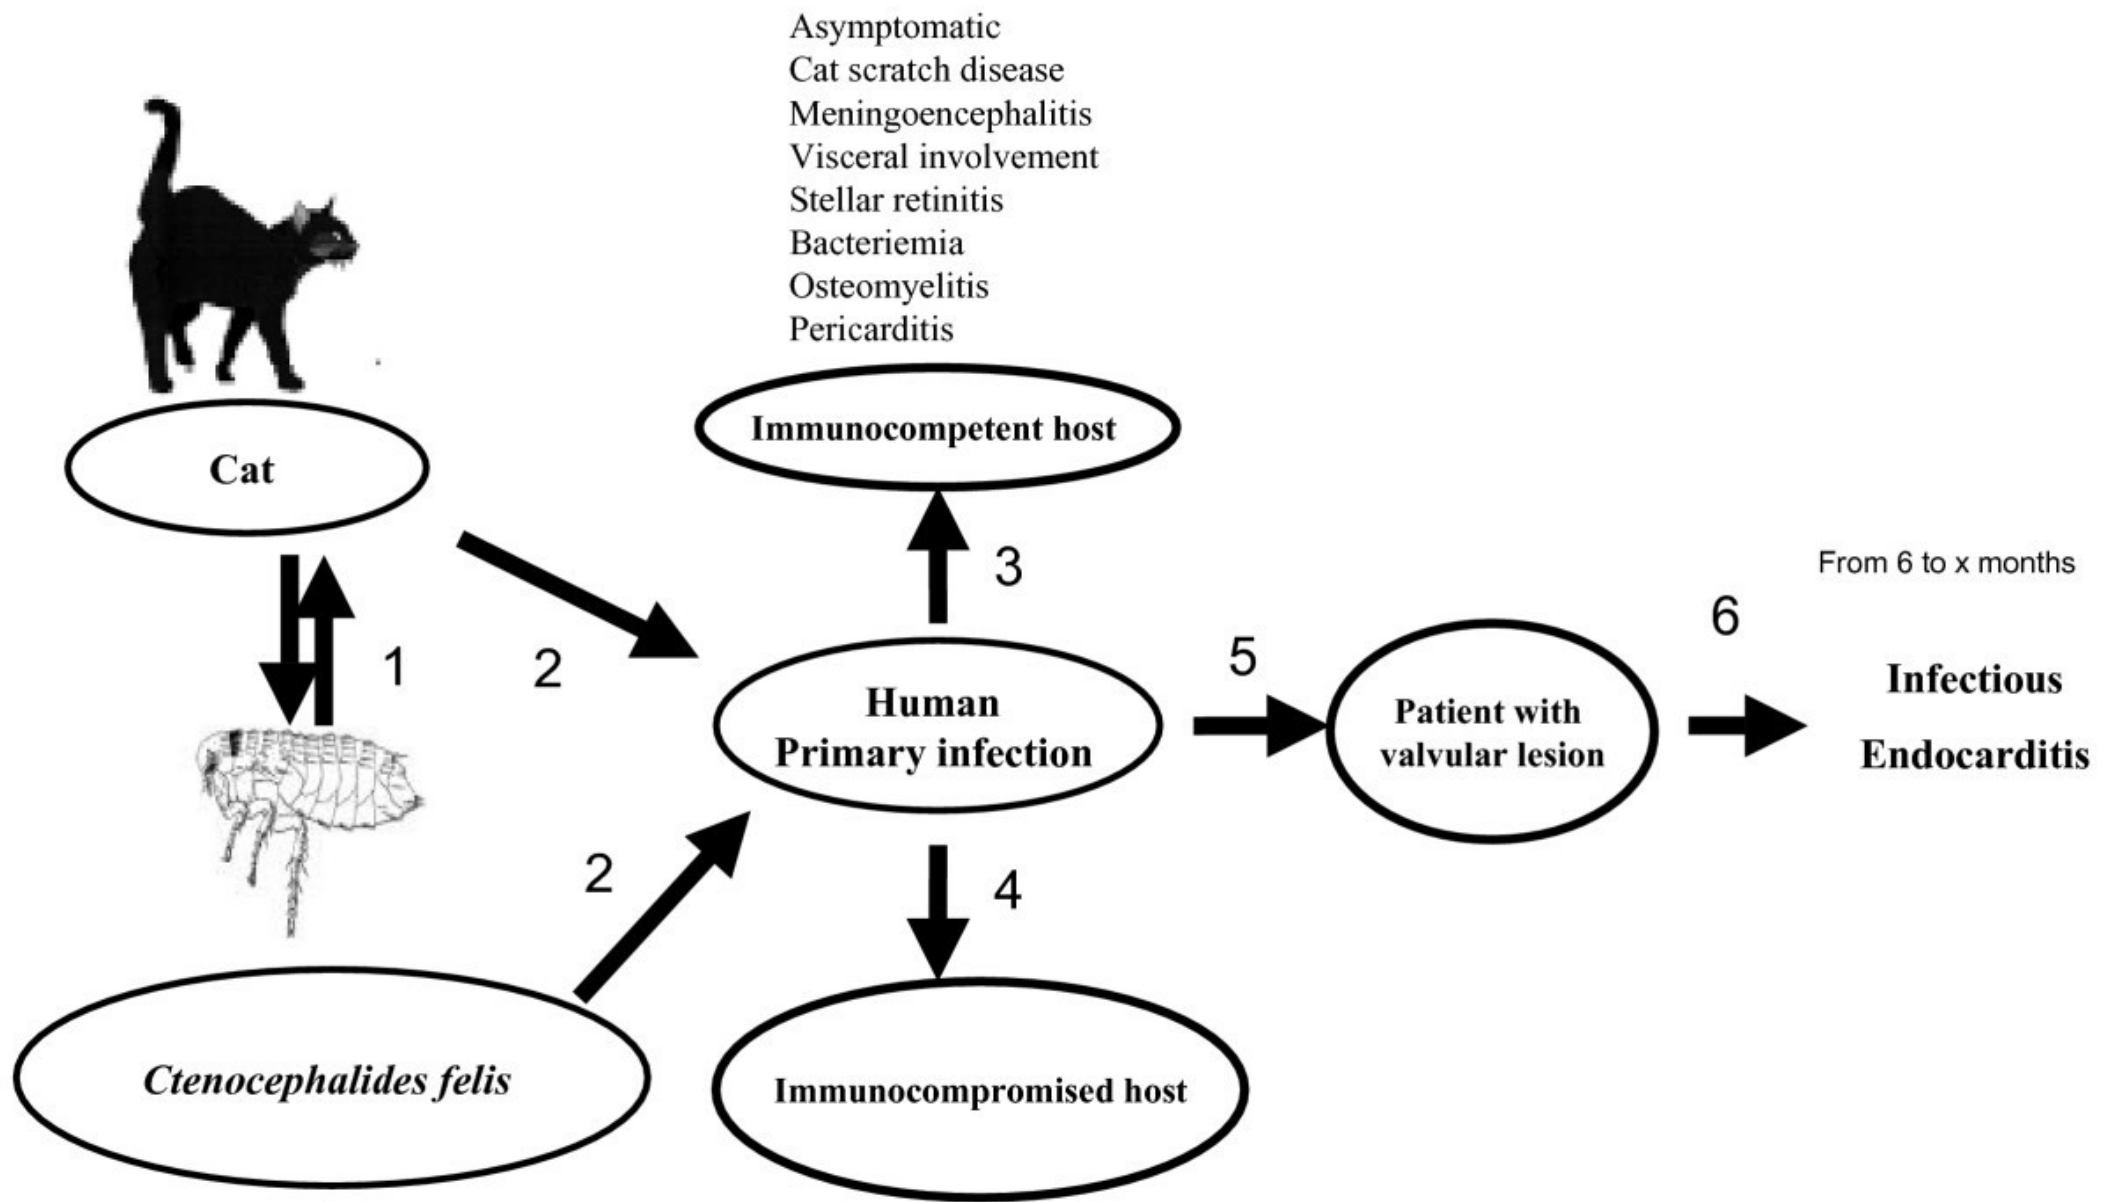 Asymptomatic
Cat scratch disease
Meningoencephalitis
Visceral involvement
Stellar retinitis
Bacteriemia
Osteomyelitis
Pericarditis
Immunocompetent host
Cat
3
From 6 to x months
6
1
2
5
Human
Primary infection
Patient with
valvular lesion
Infectious
Endocarditis
2
4
Ctenocephalides felis
Immunocompromised host